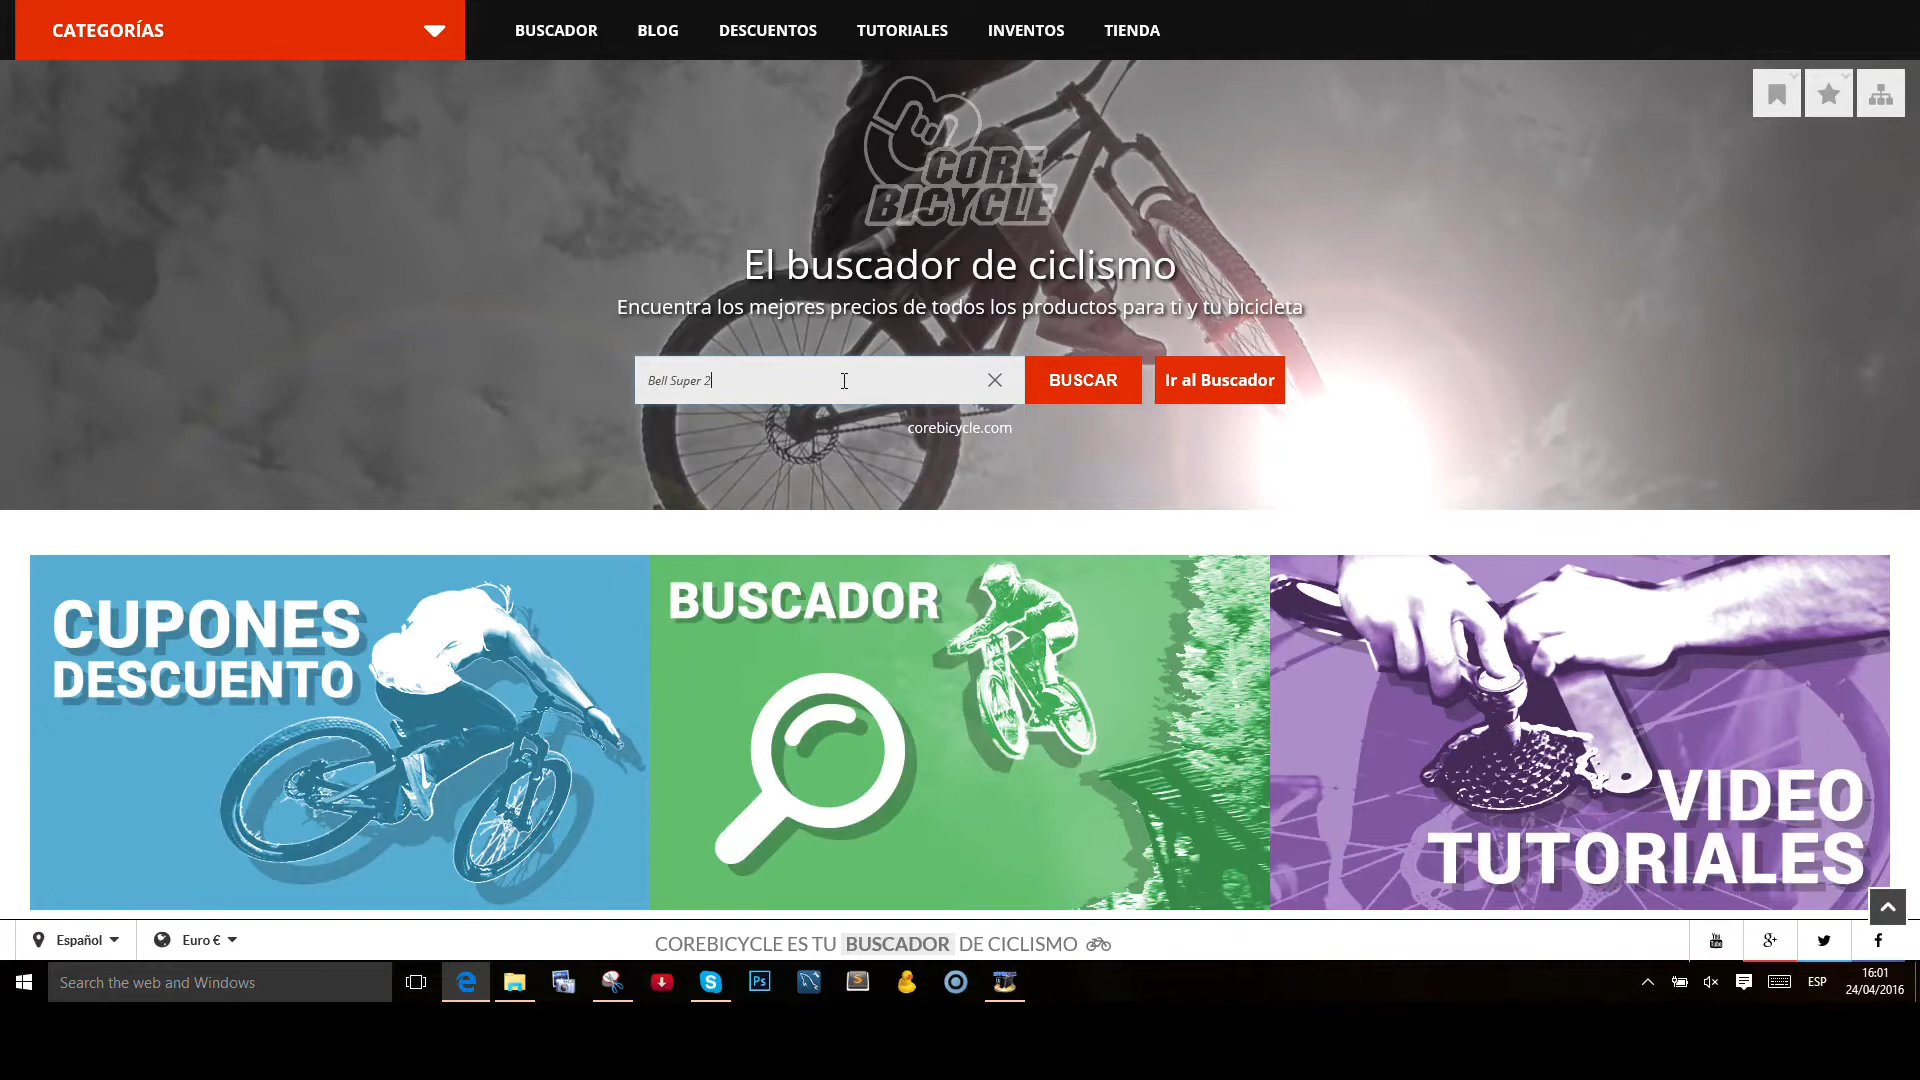 CATEGORÍAS
BUSCADOR BLOG DESCUENTOS TUTORIALES INVENTOS TIENDA
CORE
BICYCLE
El buscador de ciclismo
Encuentra los mejores precios de todos los productos para ti y tu bicicleta
Bell Super 2
BUSCAR
Ir al Buscador
corebicycle.com
CUPONES
DESCUENTO
BUSCADOR
VIDEO
TUTORIALES
Español
Euro €
COREBICYCLE ES TU BUSCADOR DE CICLISMO
You
Tube
g+
f
Search the web and Windows
Ps
S
ESP
16:01
24/04/2016